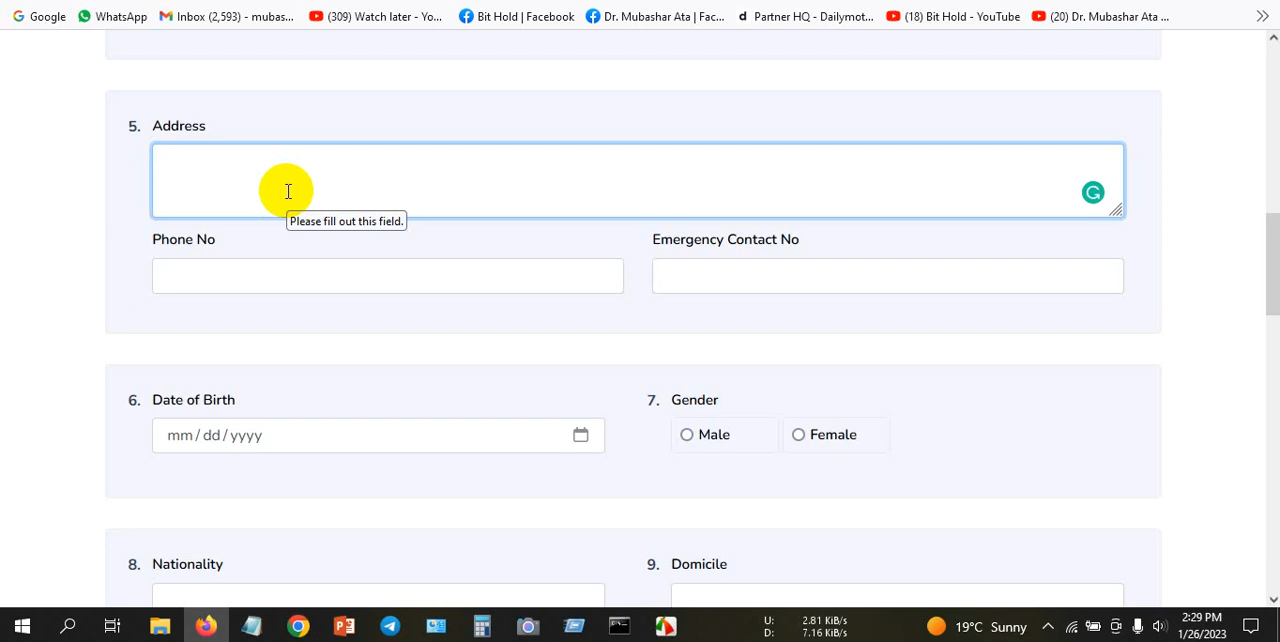 Google WhatsApp Inbox (2,593) - mubas... (309) Watch later - Yo... Bit Hold | Facebook Dr. Mubashar Ata | Fac... d Partner HQ - Dailymot... (18) Bit Hold - YouTube (20) Dr. Mubashar Ata ...
5. Address
Please fill out this field.
Phone No Emergency Contact No
6. Date of Birth 7. Gender
mm/dd/yyyy Male Female
8. Nationality 9. Domicile
U: 2.81 KiB/s
D: 7.16 KiB/s
19°C Sunny
2:29 PM
1/26/2023